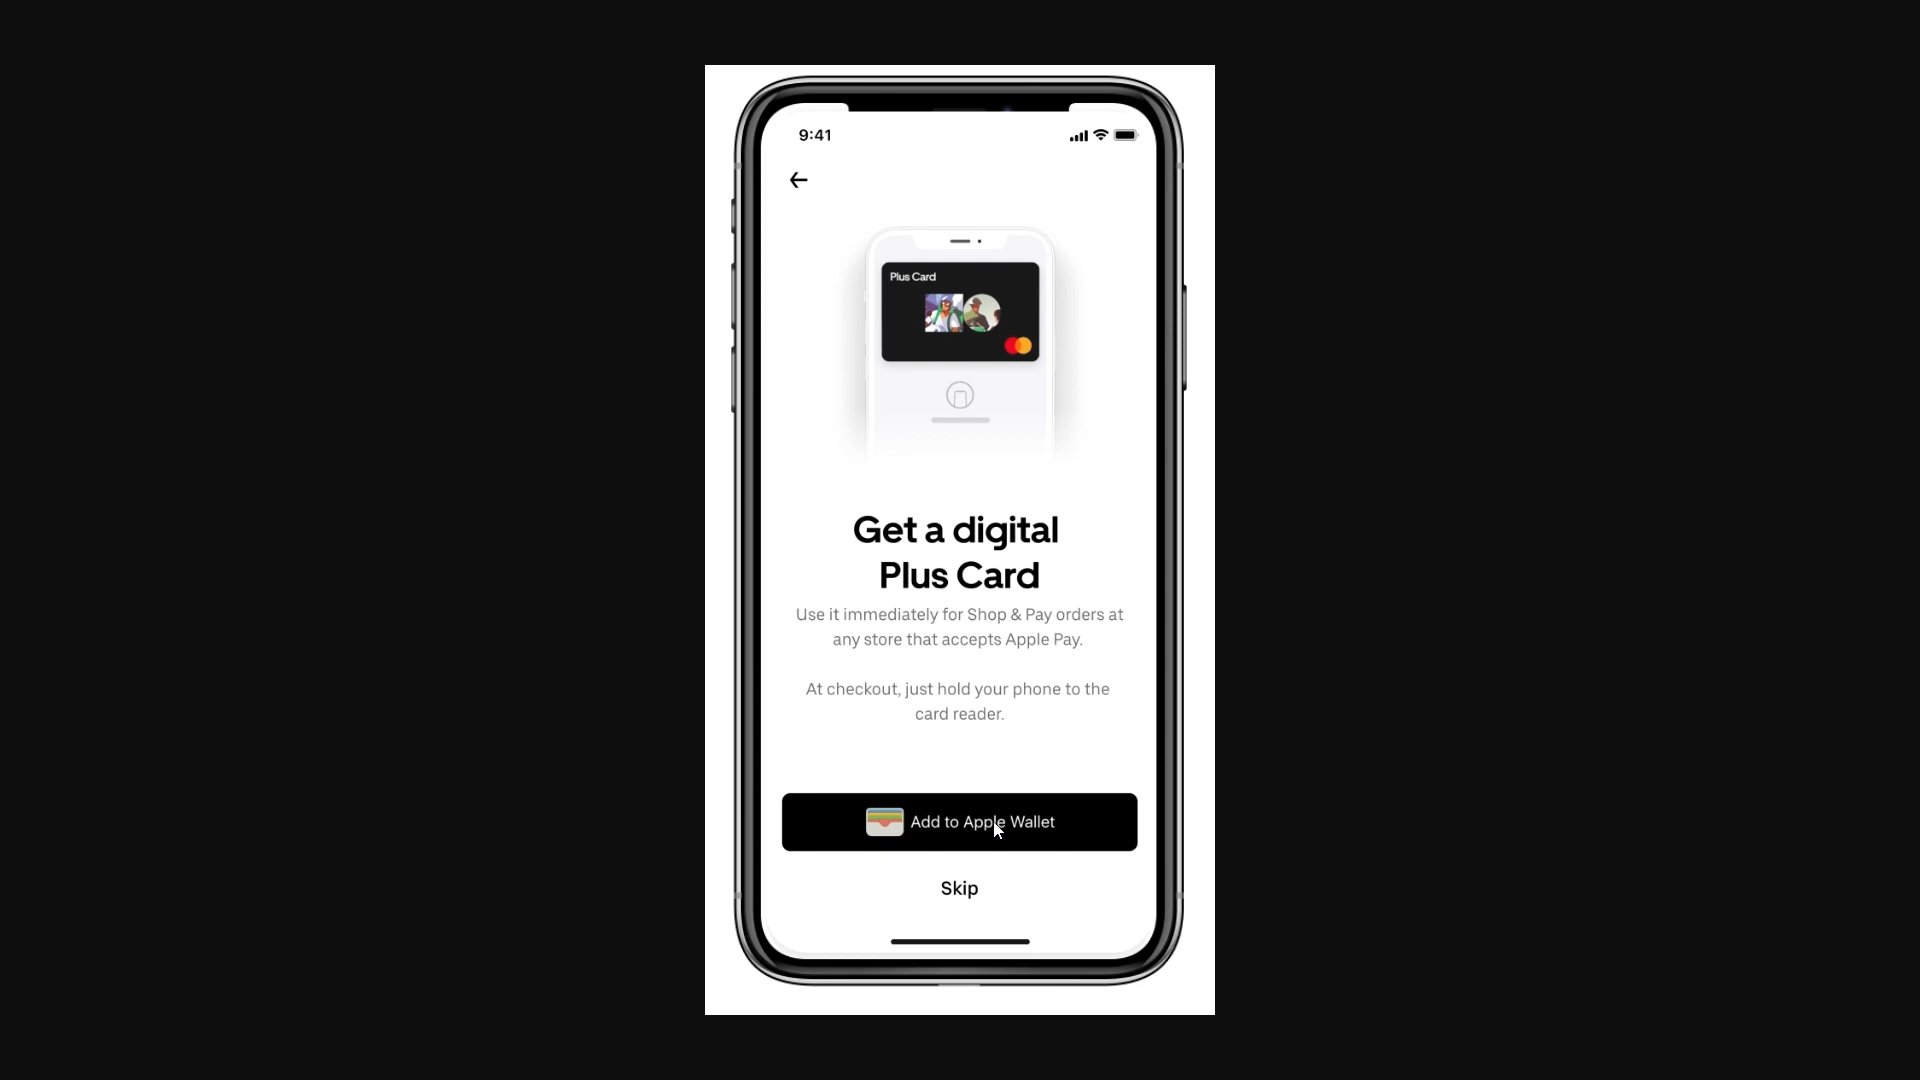 9:41
Plus Card
Get a digital
Plus Card
Use it immediately for Shop & Pay orders at
any store that accepts Apple Pay.
At checkout, just hold your phone to the
card reader.
Add to Apple Wallet
Skip